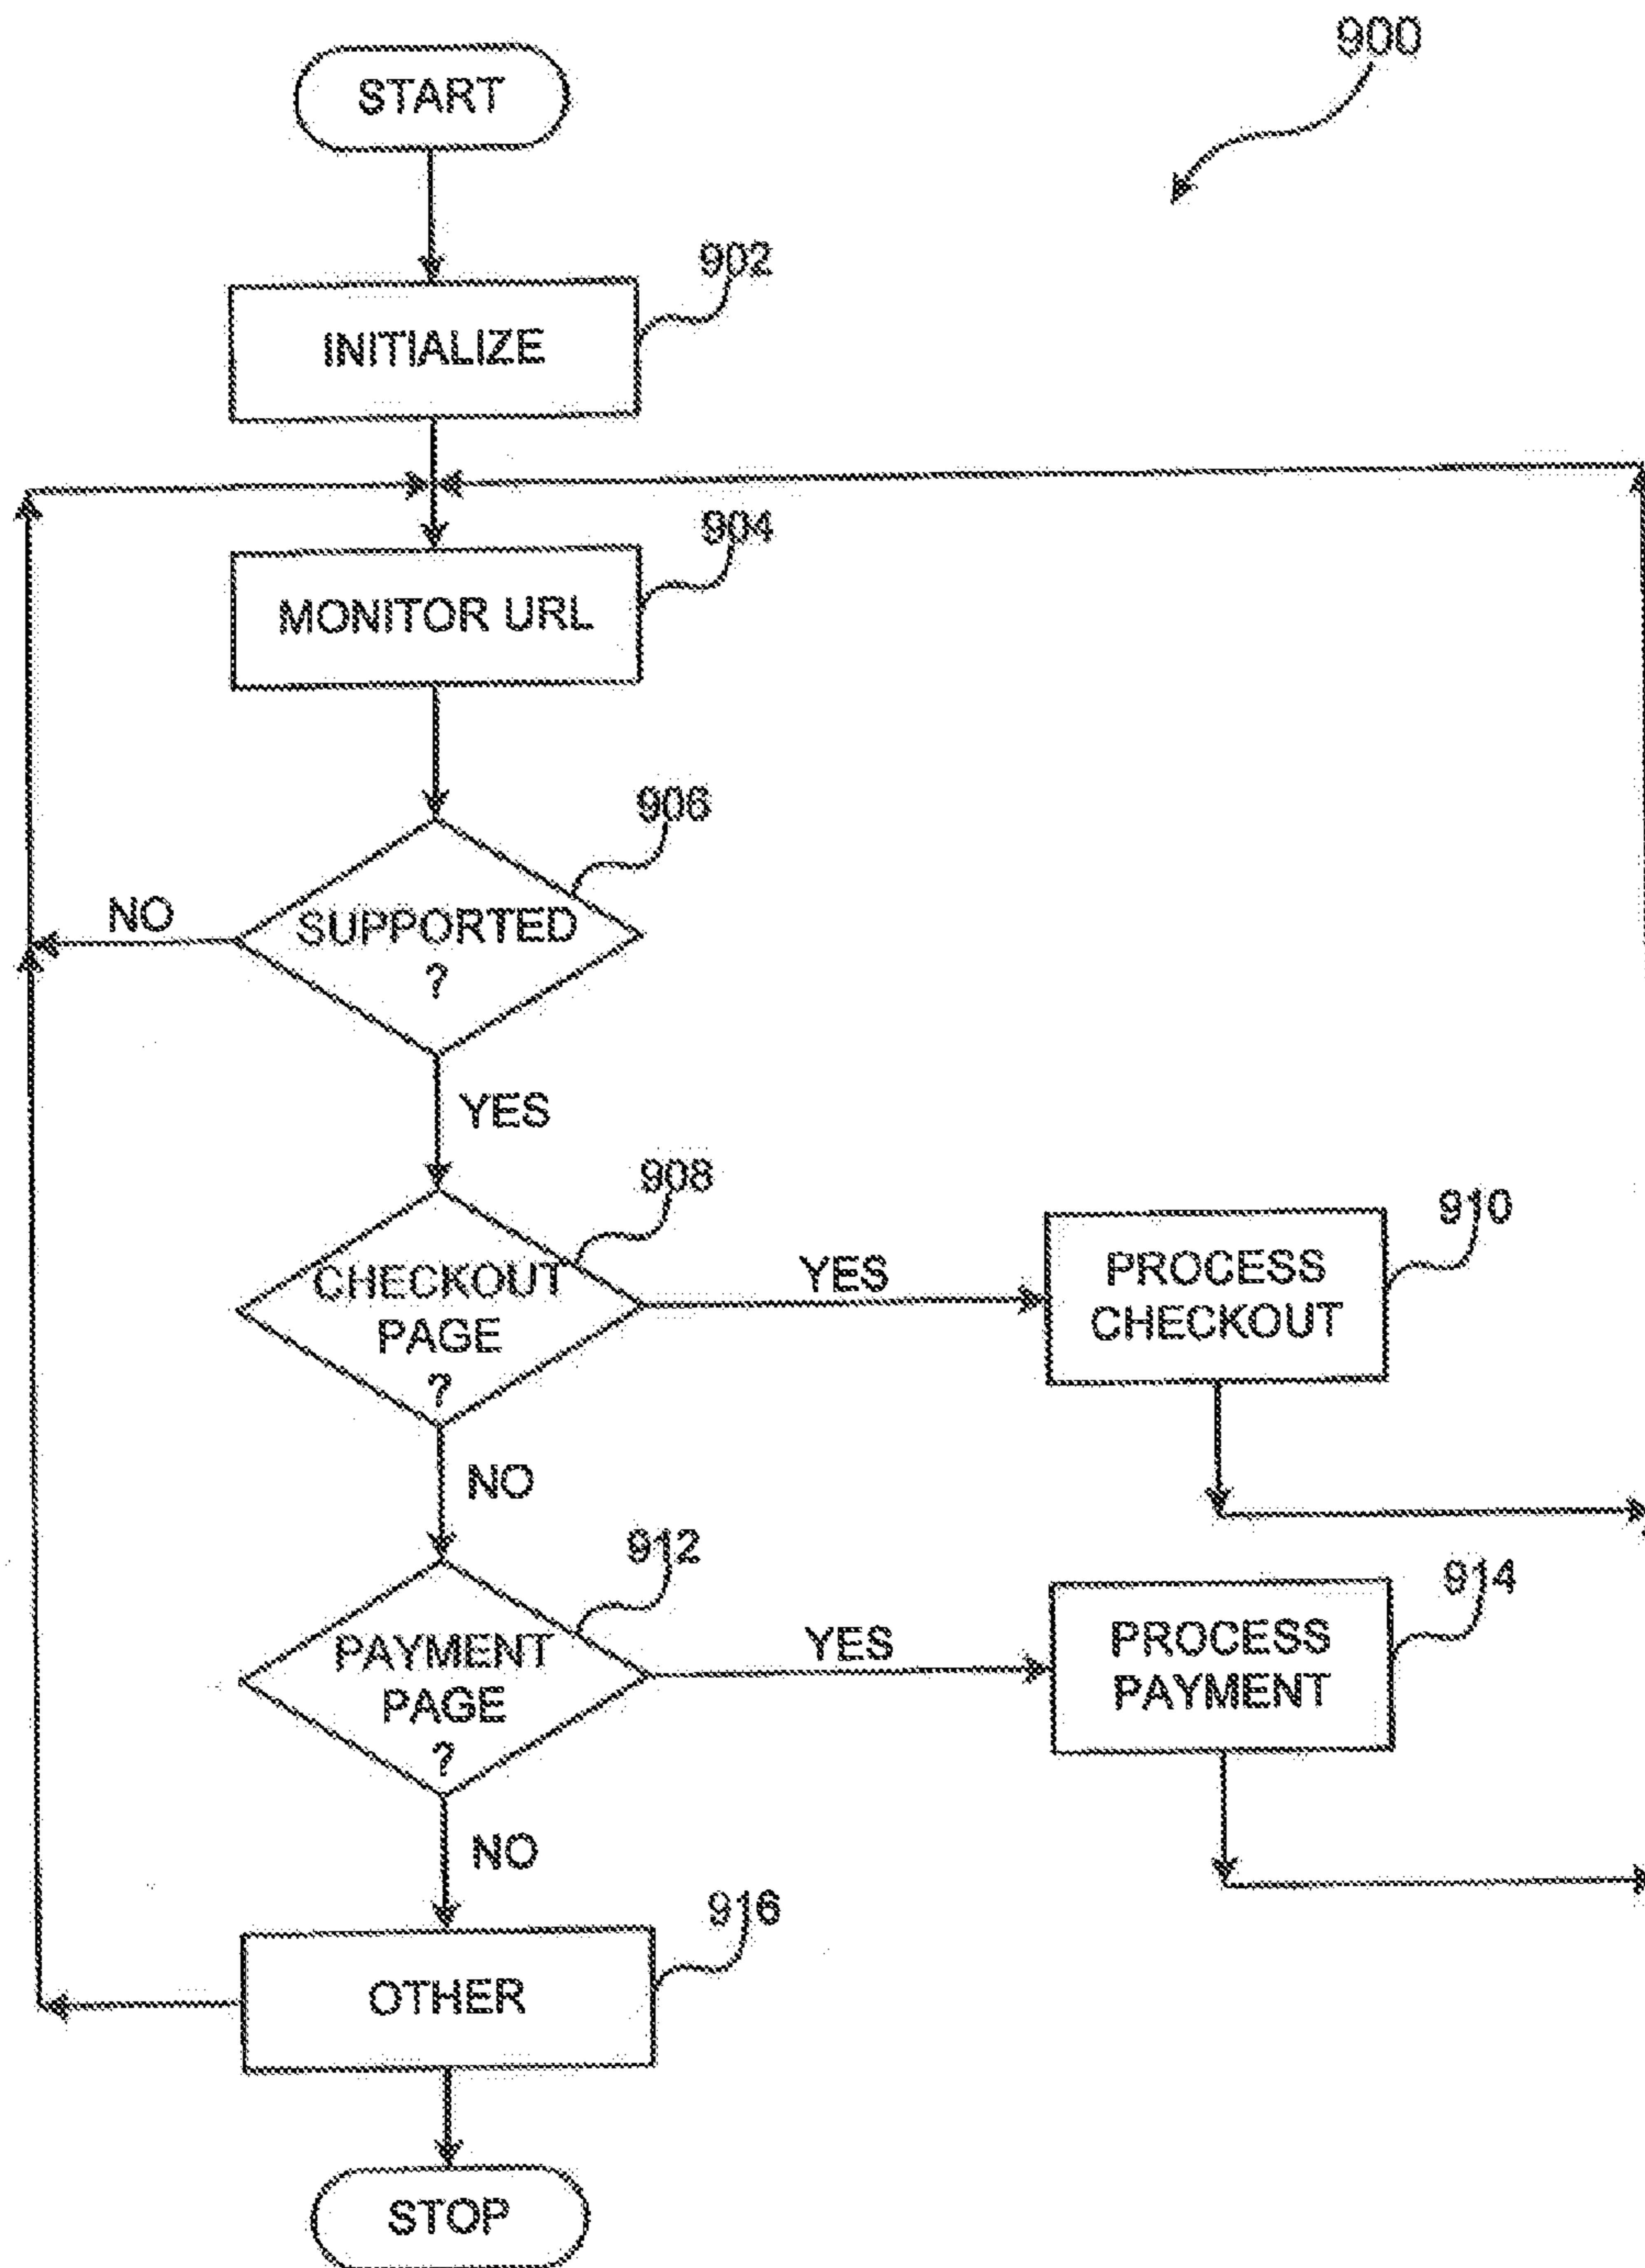 900
START
902
INITIALIZE
904
MONITOR URL
906
NO
SUPPORTED
?
YES
908
CHECKOUT
PAGE
?
YES
910
PROCESS
CHECKOUT
NO
912
PAYMENT
PAGE
?
YES
914
PROCESS
PAYMENT
NO
916
OTHER
STOP